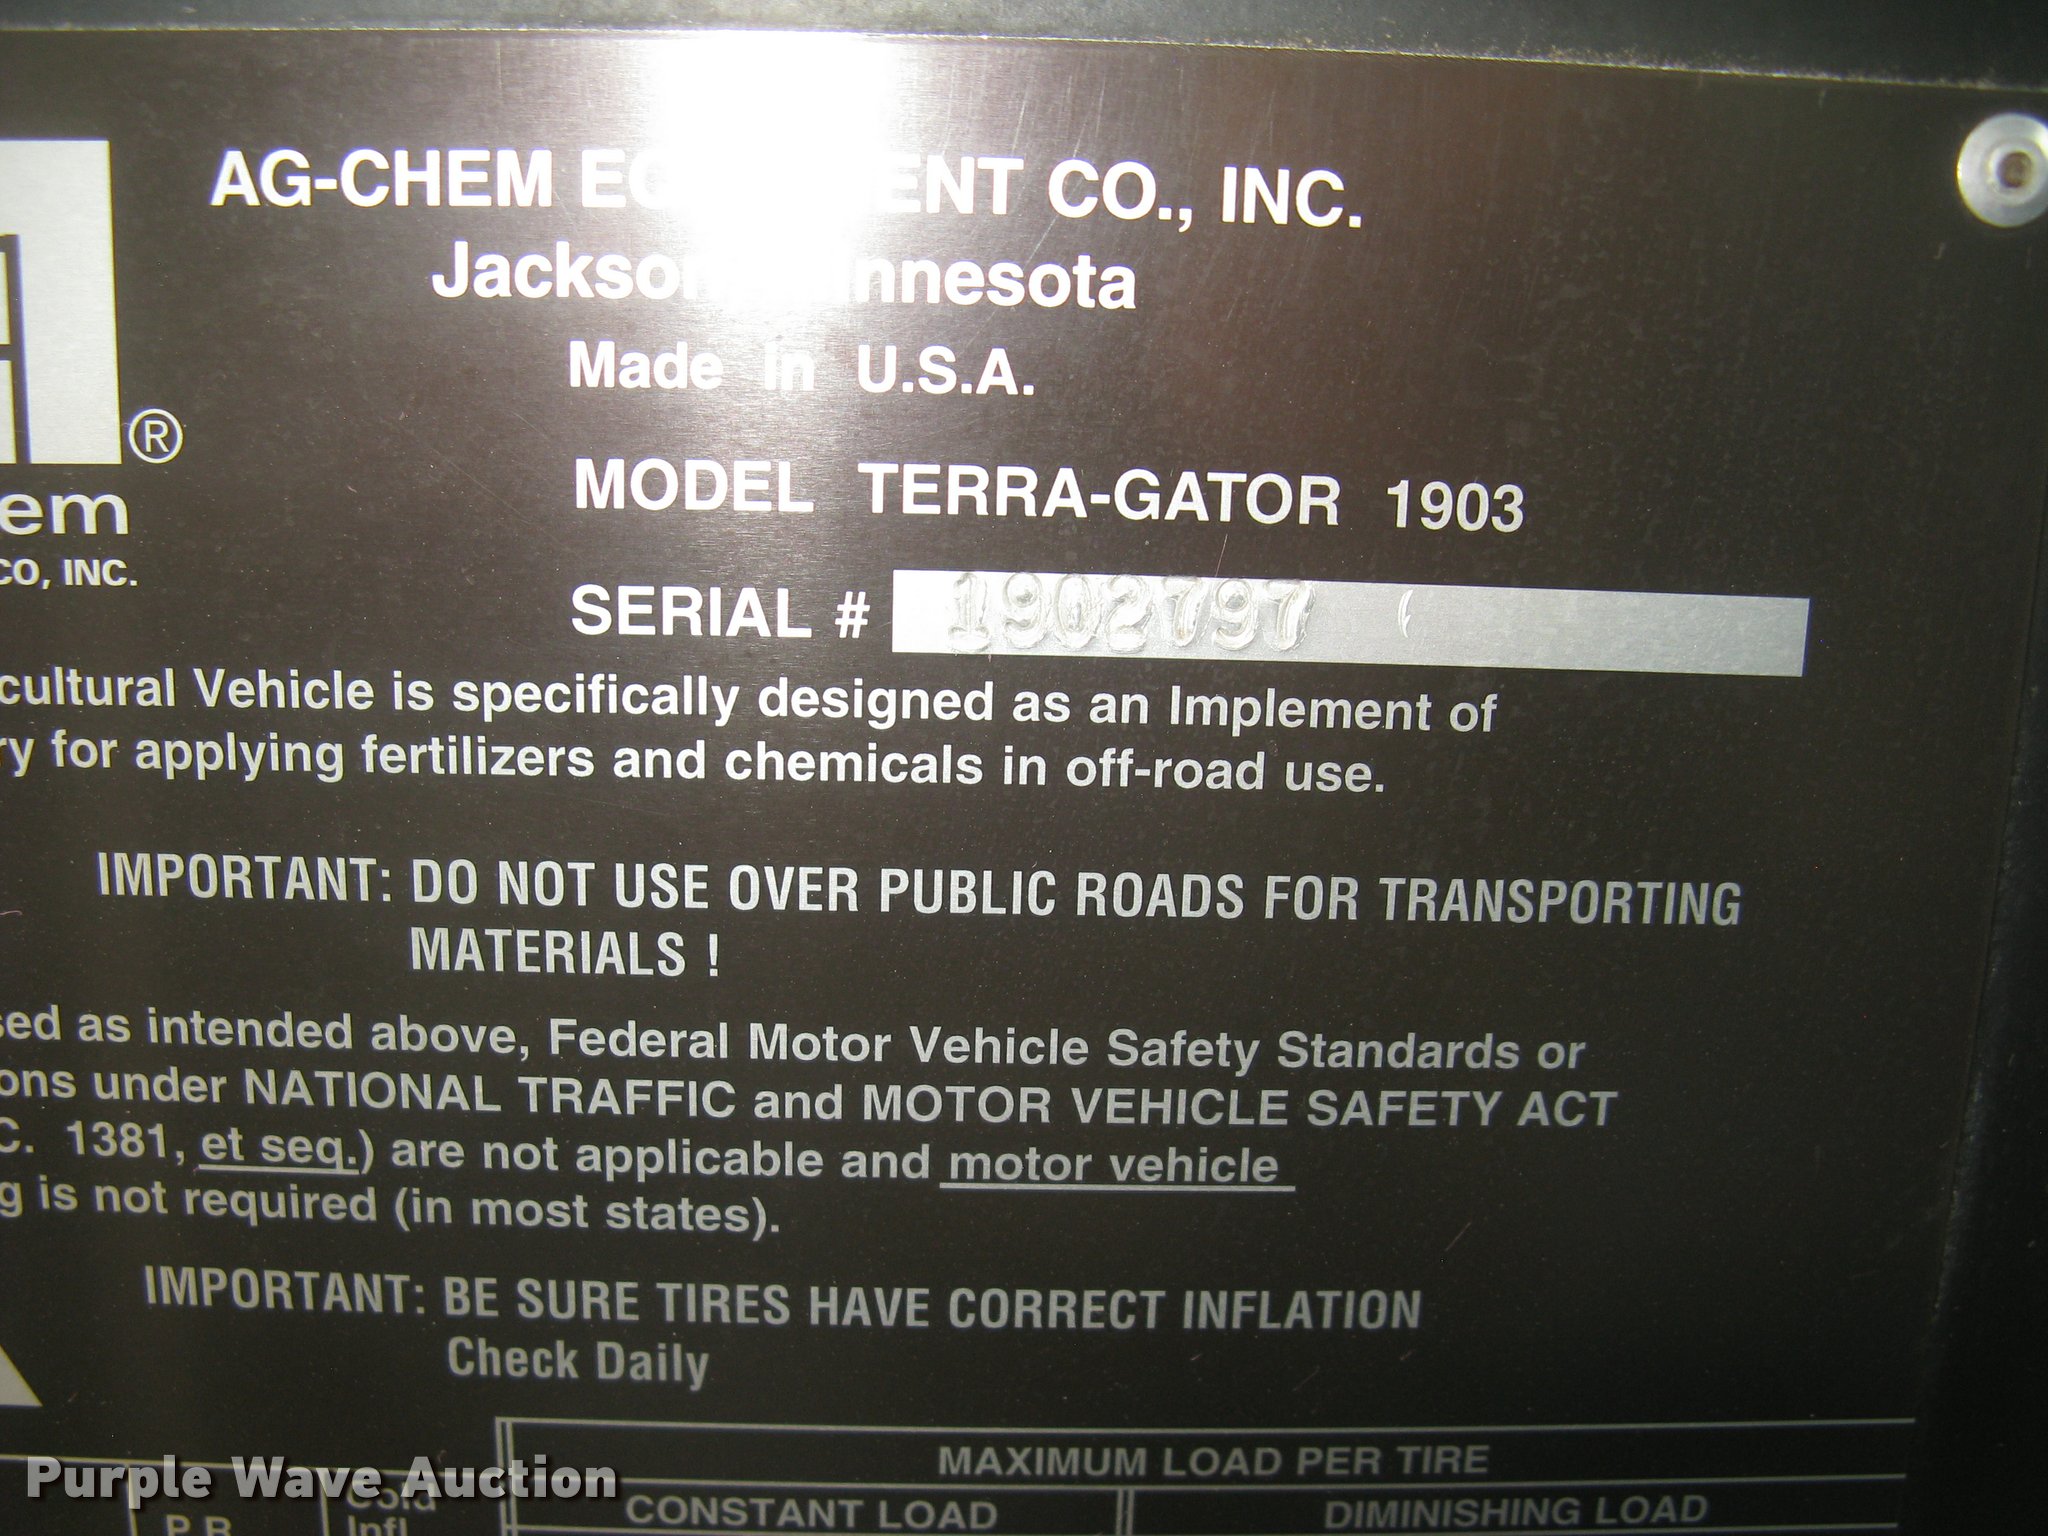 AG-CHEM CO., INC.
Made in U.S.A.
®
MODEL TERRA-GATOR 1903
em
CO, INC.
SERIAL # 1902797
cultural Vehicle is specifically designed as an Implement of
ry for applying fertilizers and chemicals in off-road use.
IMPORTANT: DO NOT USE OVER PUBLIC ROADS FOR TRANSPORTING
MATERIALS !
sed as intended above, Federal Motor Vehicle Safety Standards or
ons under NATIONAL TRAFFIC and MOTOR VEHICLE SAFETY ACT
C. 1381, et seq.) are not applicable and motor vehicle
g is not required (in most states).
IMPORTANT: BE SURE TIRES HAVE CORRECT INFLATION
Check Daily
MAXIMUM LOAD PER TIRE
Purple Wave Auction
P.R. Cold Infl.
CONSTANT LOAD DIMINISHING LOAD